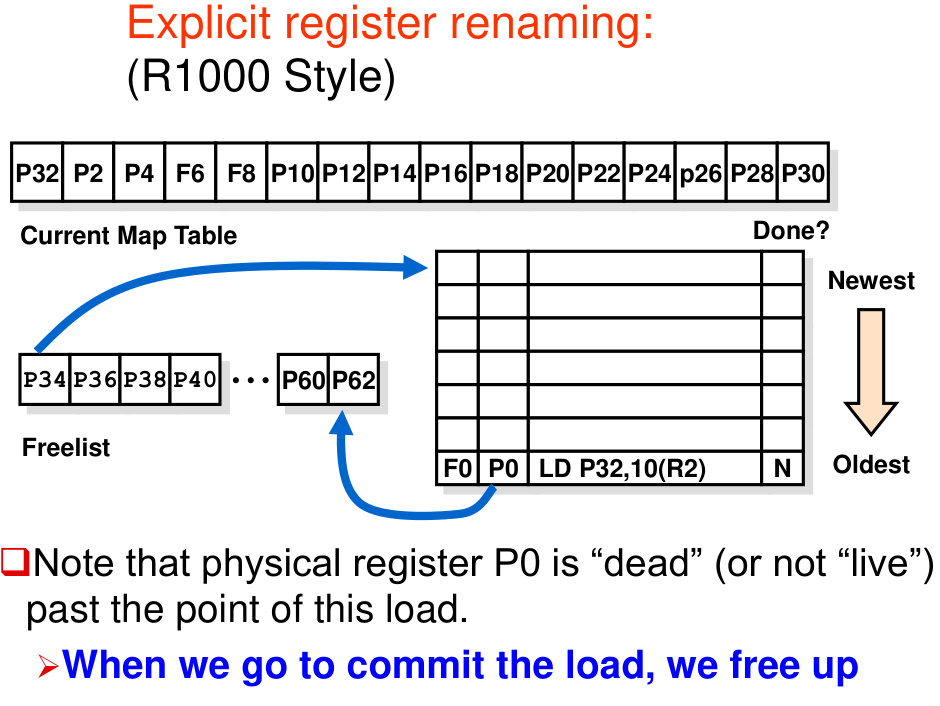 Explicit register renaming:
(R1000 Style)
P32 P2 P4 F6 F8 P10 P12 P14 P16 P18 P20 P22 P24 p26 P28 P30
Current Map Table
Done?
Newest
P34 P36 P38 P40 ··· P60 P62
Freelist
F0 P0 LD P32,10(R2) N
Oldest
Note that physical register P0 is “dead” (or not “live”)
past the point of this load.
When we go to commit the load, we free up